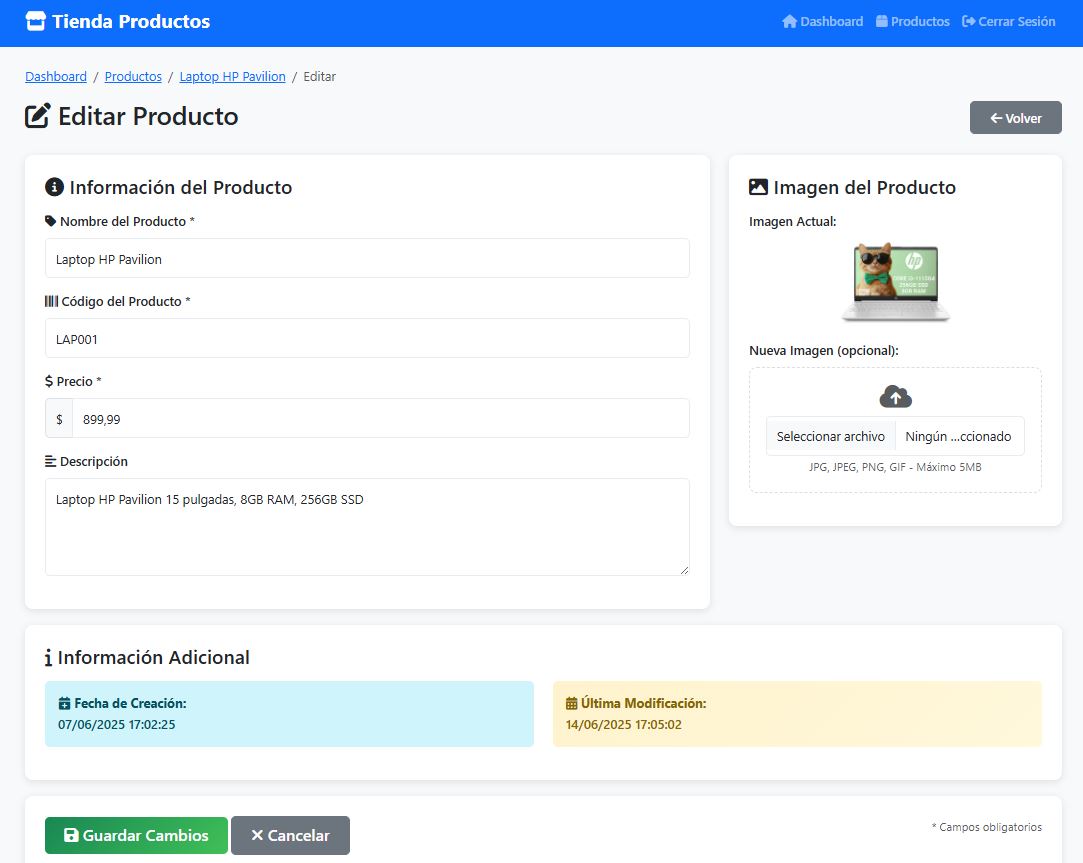 Tienda Productos
Dashboard Productos Cerrar Sesión
Dashboard / Productos / Laptop HP Pavilion / Editar
Editar Producto
Volver
Información del Producto
Nombre del Producto *
Laptop HP Pavilion
Código del Producto *
LAP001
$ Precio *
$ 899,99
Descripción
Laptop HP Pavilion 15 pulgadas, 8GB RAM, 256GB SSD
Imagen del Producto
Imagen Actual:
hp
256GB SSD
8GB RAM
Nueva Imagen (opcional):
Seleccionar archivo Ningún ...ccionado
JPG, JPEG, PNG, GIF - Máximo 5MB
Información Adicional
Fecha de Creación:
07/06/2025 17:02:25
Última Modificación:
14/06/2025 17:05:02
Guardar Cambios
Cancelar
* Campos obligatorios